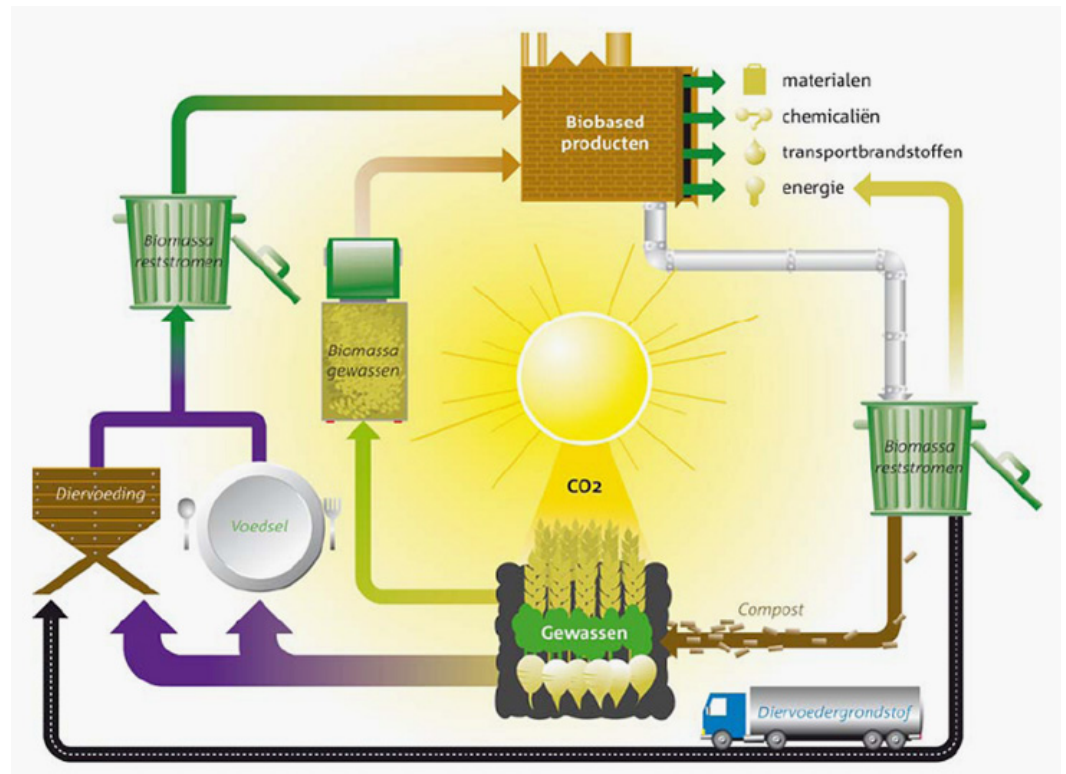 Biobased
producten
materialen
chemicaliën
transportbrandstoffen
energie
Biomassa
reststromen
Biomassa
gewassen
Biomassa
reststromen
Diervoeding
Voedsel
CO2
Gewassen
Compost
Diervoedergrondstof